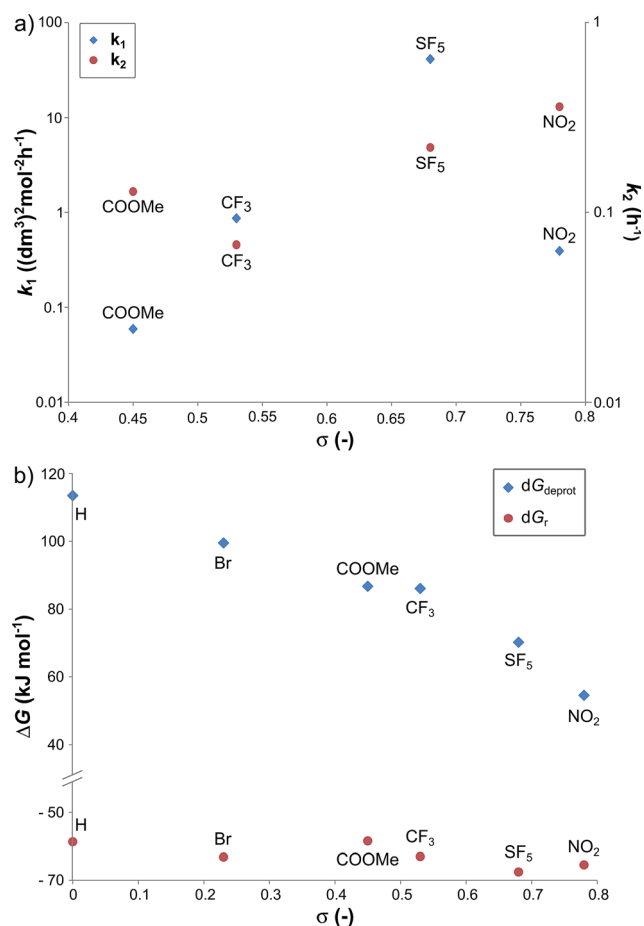 a)
k₁
k₂
100
10
1
0.1
0.01
k₁ ((dm³)²mol⁻²h⁻¹)
1
0.1
0.01
k₂ (h⁻¹)
SF₅
SF₅
NO₂
NO₂
COOMe
COOMe
CF₃
CF₃
0.4 0.45 0.5 0.55 0.6 0.65 0.7 0.75 0.8
σ (-)
b)
dG_deprot
dG_r
120
100
80
60
40
- 50
- 70
ΔG (kJ mol⁻¹)
H
Br
COOMe
CF₃
SF₅
NO₂
H
Br
COOMe
CF₃
SF₅
NO₂
0 0.1 0.2 0.3 0.4 0.5 0.6 0.7 0.8
σ (-)